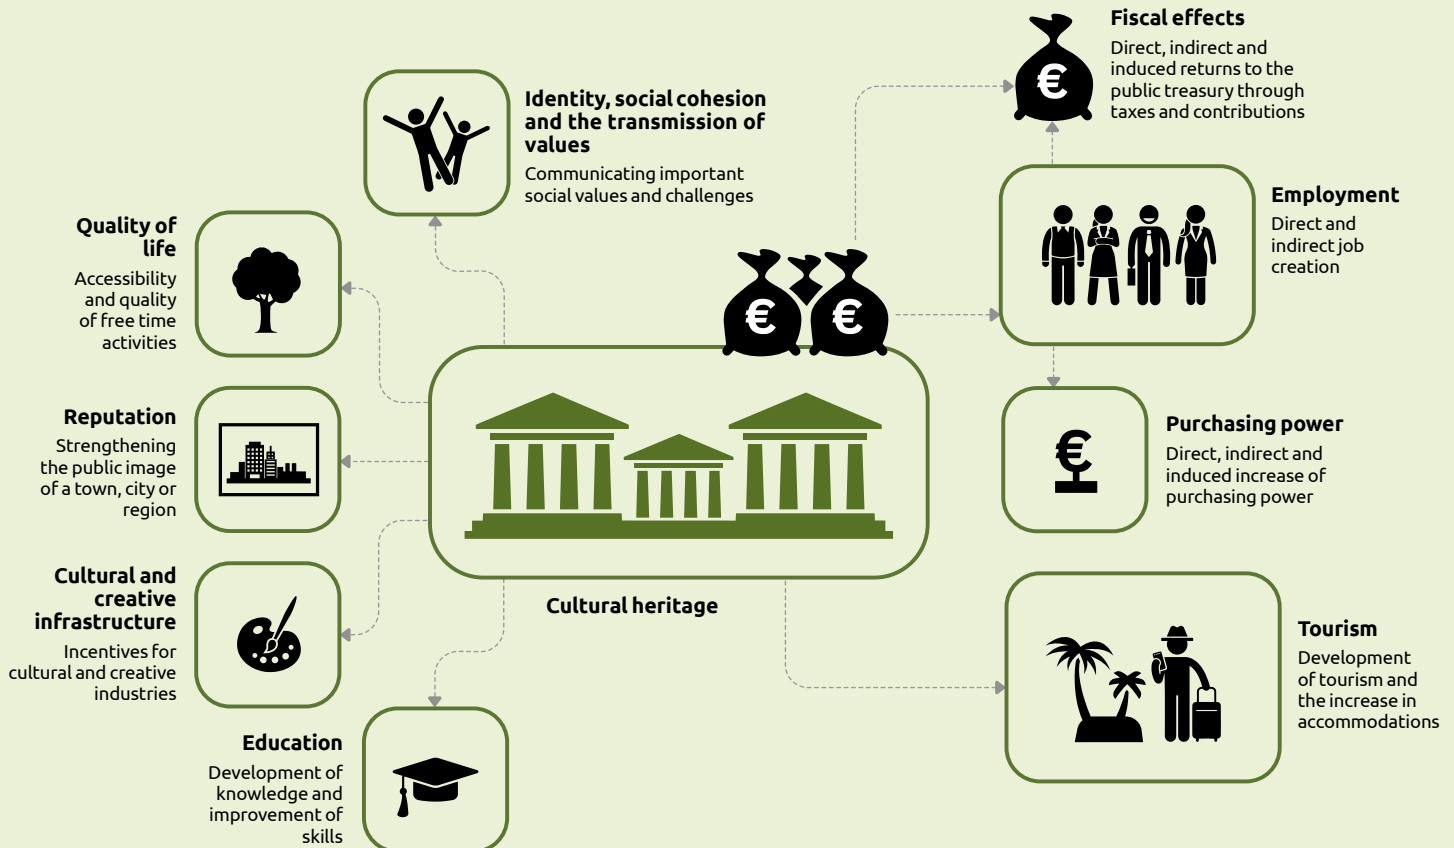 Fiscal effects
Direct, indirect and
induced returns to the
public treasury through
taxes and contributions
€
Identity, social cohesion
and the transmission of
values
Communicating important
social values and challenges
Employment
Direct and
indirect job
creation
Quality of
life
Accessibility
and quality
of free time
activities
€ €
Reputation
Strengthening
the public image
of a town, city or
region
Purchasing power
Direct, indirect and
induced increase of
purchasing power
€
Cultural and
creative
infrastructure
Incentives for
cultural and creative
industries
Cultural heritage
Tourism
Development
of tourism and
the increase in
accommodations
Education
Development of
knowledge and
improvement of
skills